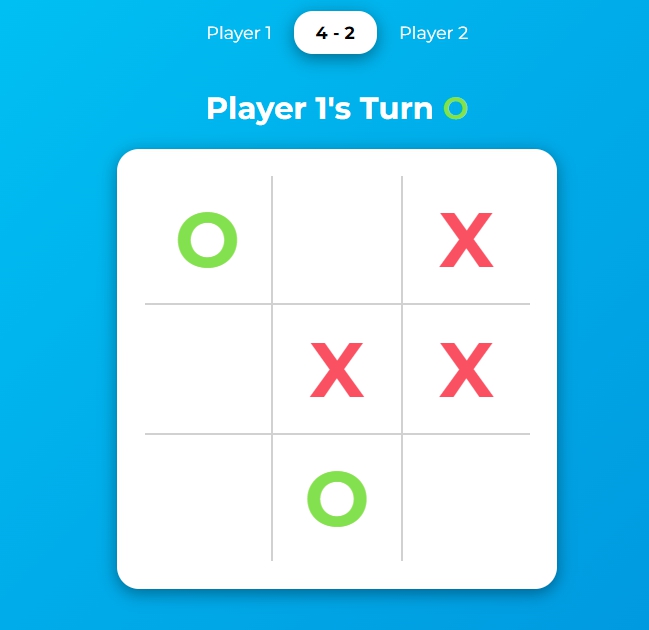 Player 1 4 - 2 Player 2
Player 1's Turn O
O X
X X
O